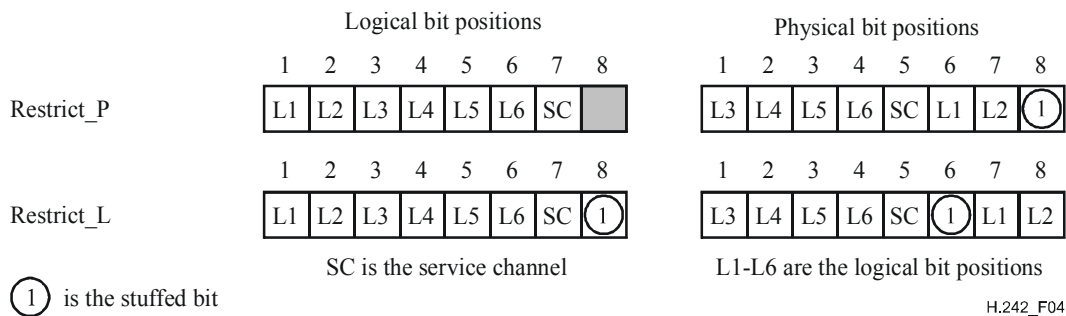 Logical bit positions Physical bit positions
1 2 3 4 5 6 7 8 1 2 3 4 5 6 7 8
Restrict_P L1 L2 L3 L4 L5 L6 SC L3 L4 L5 L6 SC L1 L2 1
1 2 3 4 5 6 7 8 1 2 3 4 5 6 7 8
Restrict_L L1 L2 L3 L4 L5 L6 SC 1 L3 L4 L5 L6 SC 1 L1 L2
SC is the service channel L1-L6 are the logical bit positions
1 is the stuffed bit
H.242_F04